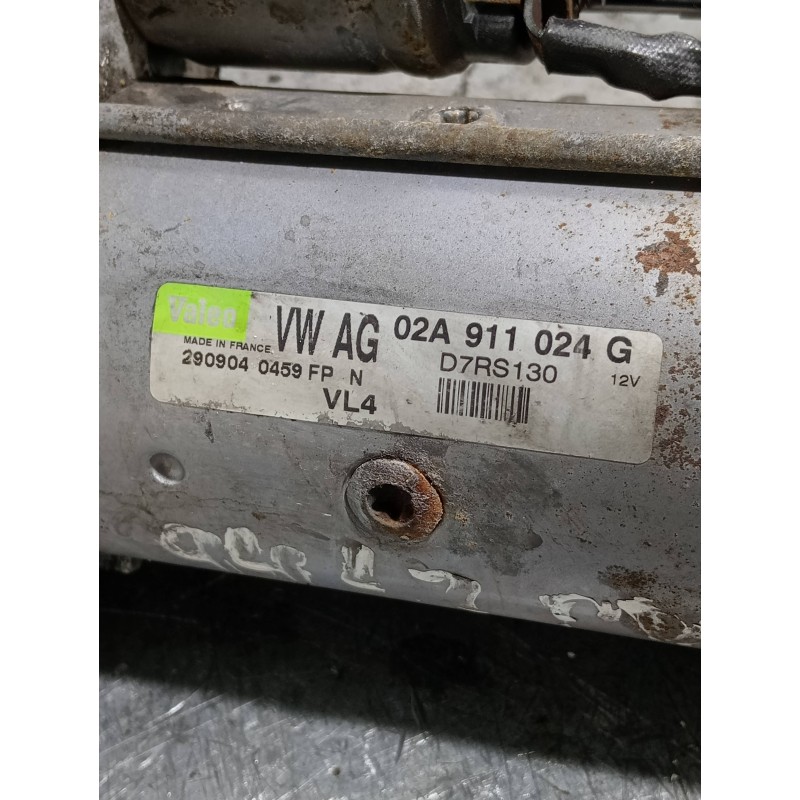 Valeo VW AG 02A 911 024 G
MADE IN FRANCE D7RS130 12V
290904 0459 FP N
VL4